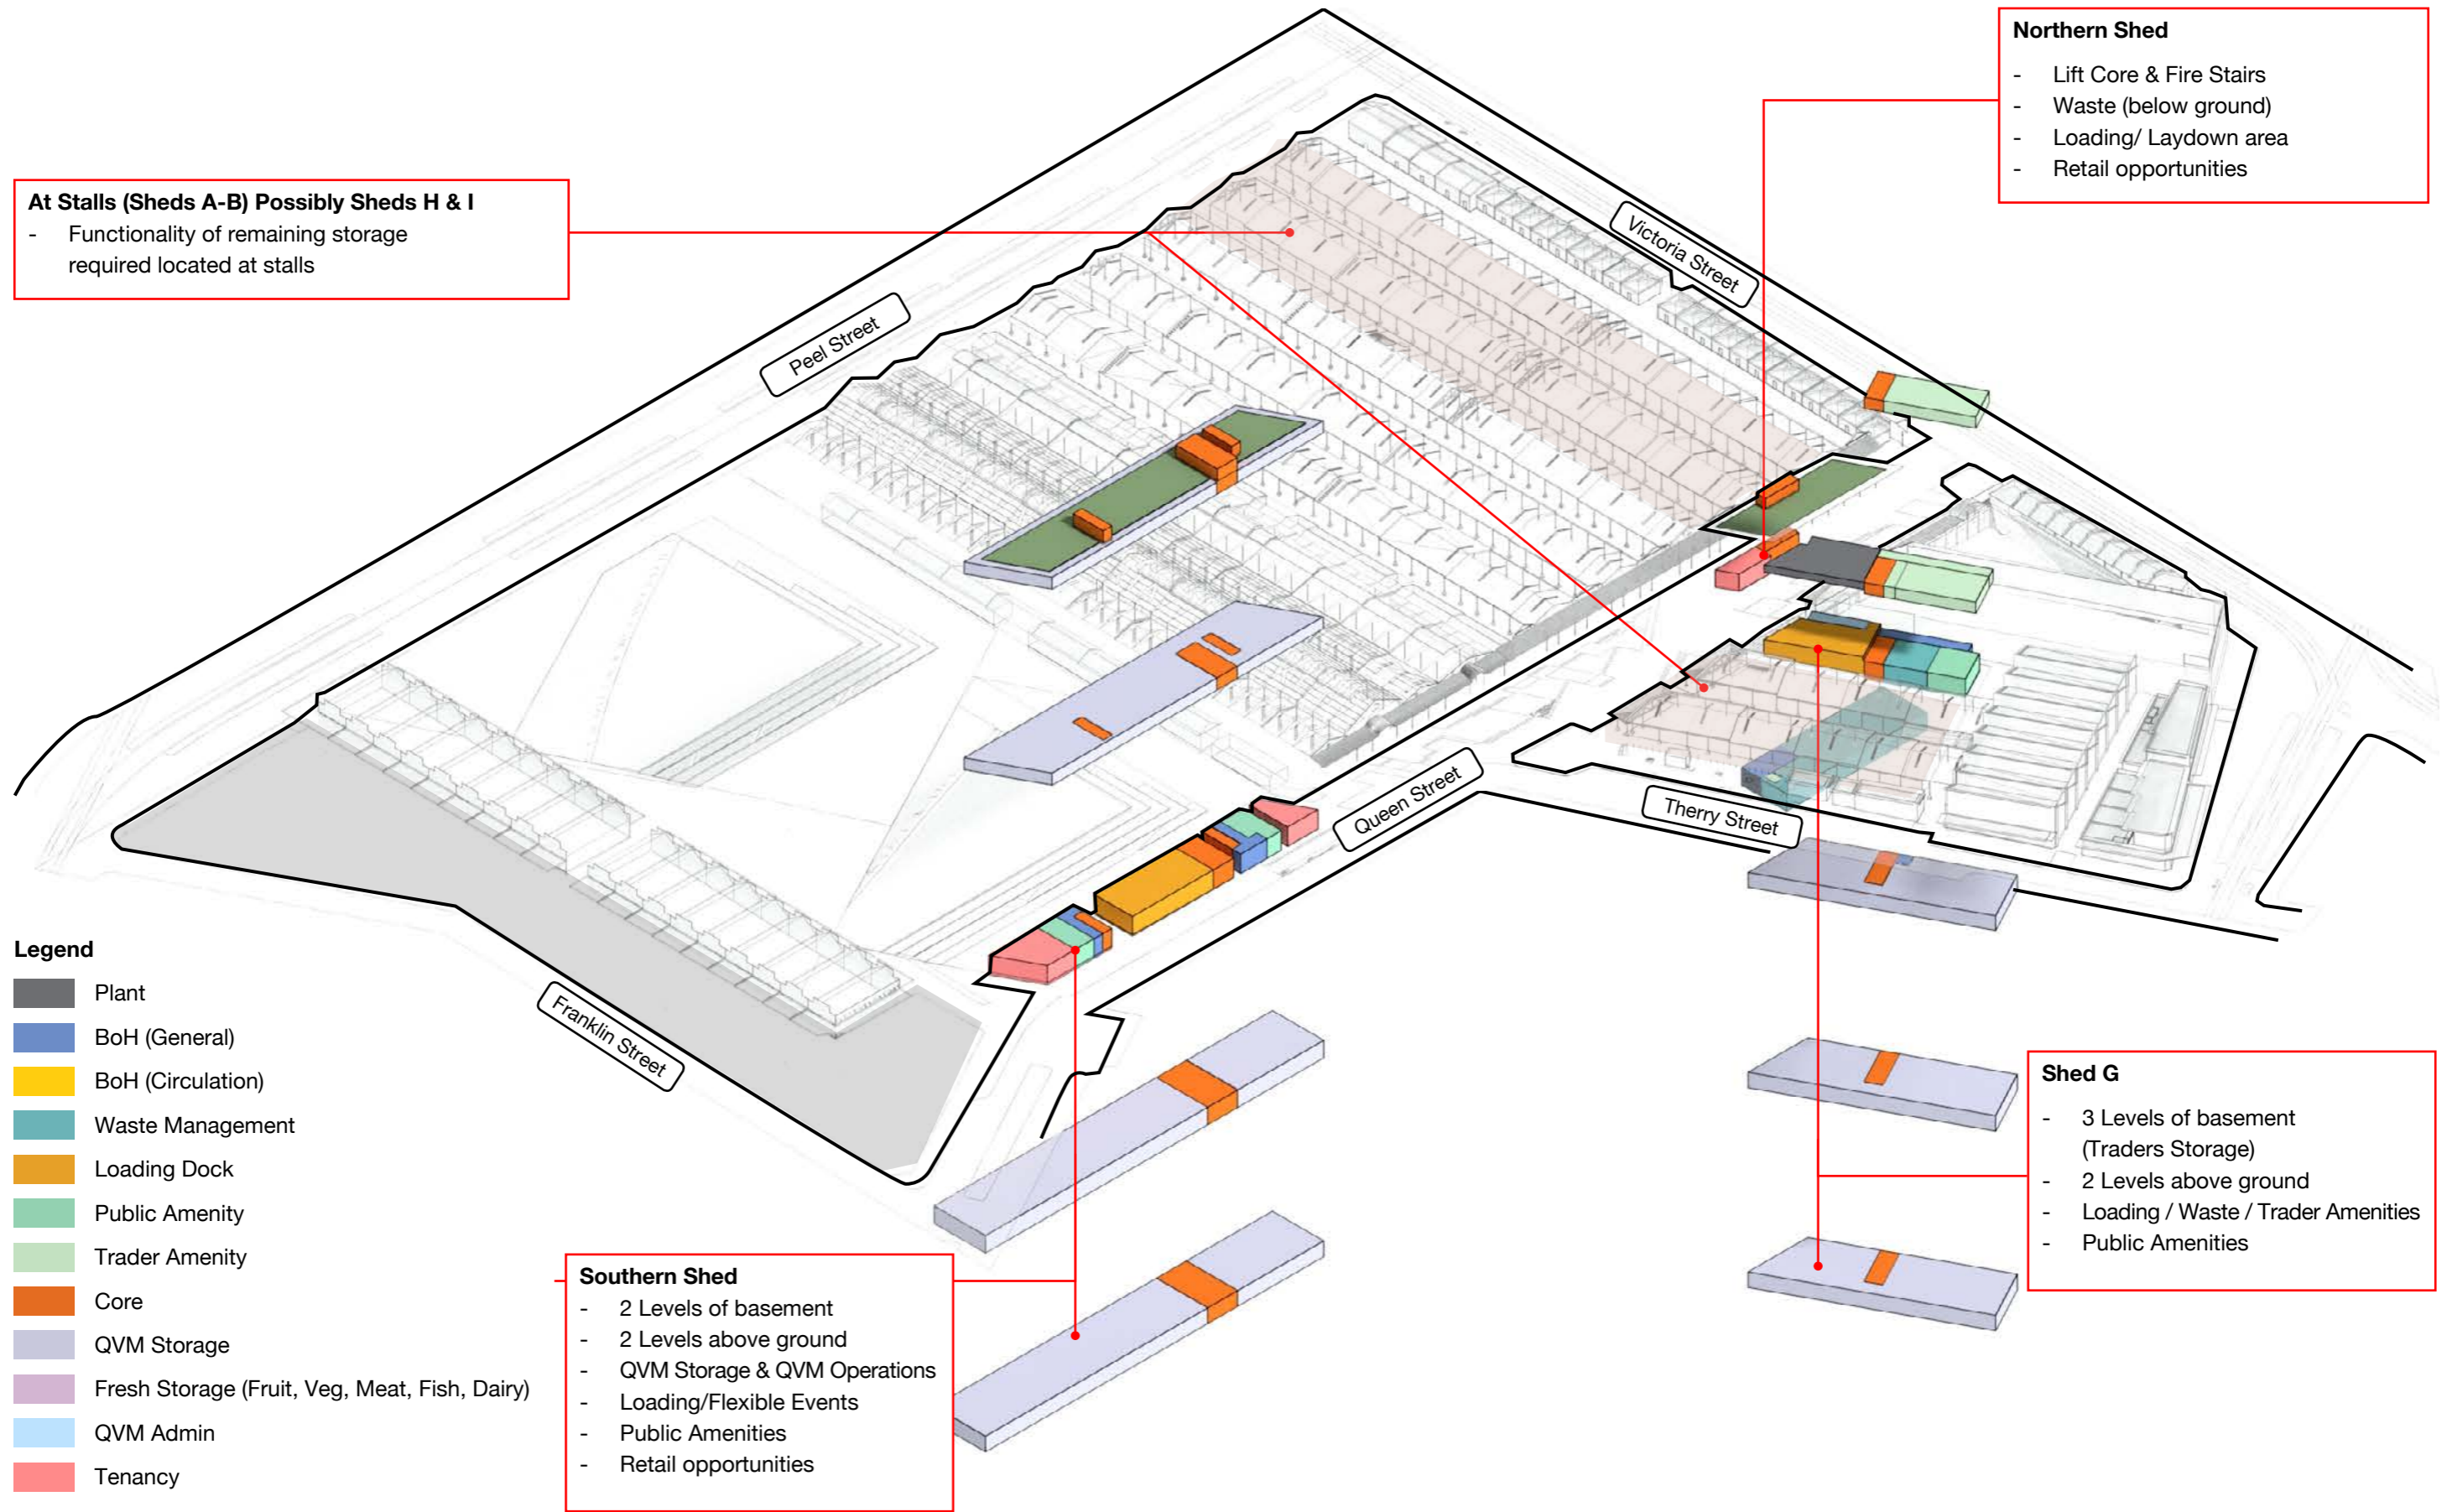 Northern Shed
- Lift Core & Fire Stairs
- Waste (below ground)
- Loading/ Laydown area
- Retail opportunities
At Stalls (Sheds A-B) Possibly Sheds H & I
- Functionality of remaining storage
required located at stalls
Victoria Street
Peel Street
Queen Street
Therry Street
Franklin Street
Legend
Plant
BoH (General)
BoH (Circulation)
Waste Management
Loading Dock
Public Amenity
Trader Amenity
Core
QVM Storage
Fresh Storage (Fruit, Veg, Meat, Fish, Dairy)
QVM Admin
Tenancy
Southern Shed
- 2 Levels of basement
- 2 Levels above ground
- QVM Storage & QVM Operations
- Loading/Flexible Events
- Public Amenities
- Retail opportunities
Shed G
- 3 Levels of basement
(Traders Storage)
- 2 Levels above ground
- Loading / Waste / Trader Amenities
- Public Amenities